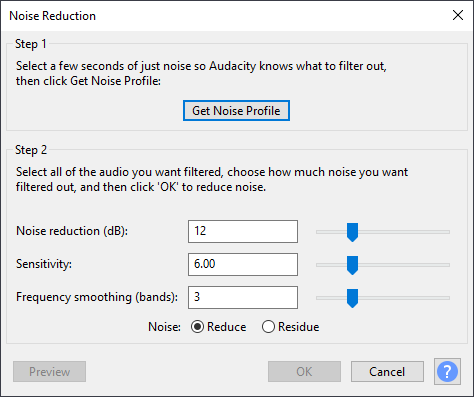 Noise Reduction
Step 1
Select a few seconds of just noise so Audacity knows what to filter out,
then click Get Noise Profile:
Get Noise Profile
Step 2
Select all of the audio you want filtered, choose how much noise you want
filtered out, and then click 'OK' to reduce noise.
Noise reduction (dB): 12
Sensitivity: 6.00
Frequency smoothing (bands): 3
Noise: Reduce Residue
Preview OK Cancel ?